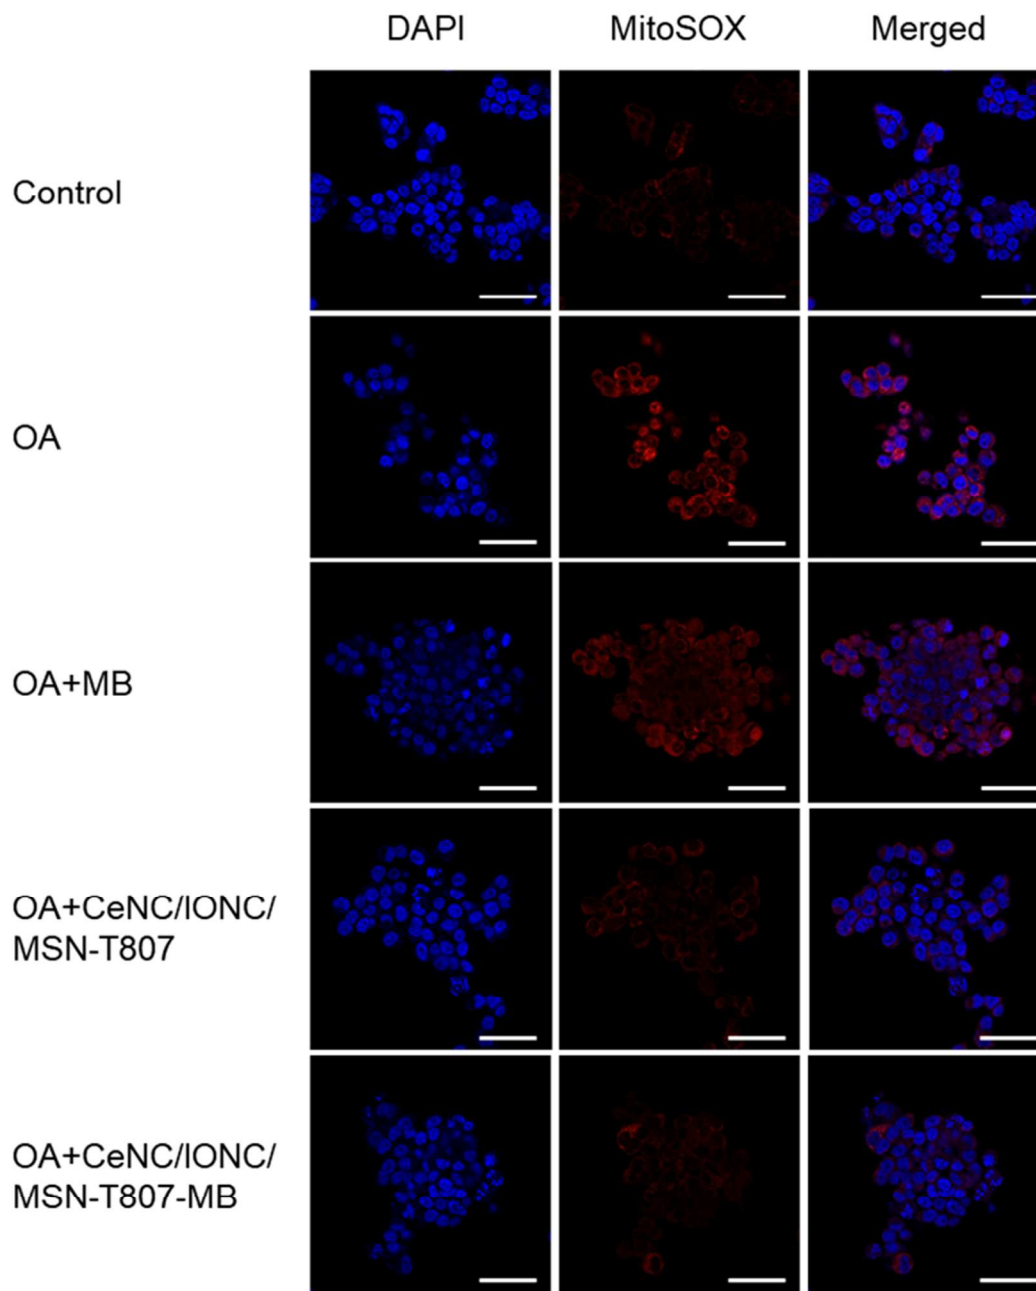 DAPI MitoSOX Merged
Control
OA
OA+MB
OA+CeNC/IONC/
MSN-T807
OA+CeNC/IONC/
MSN-T807-MB